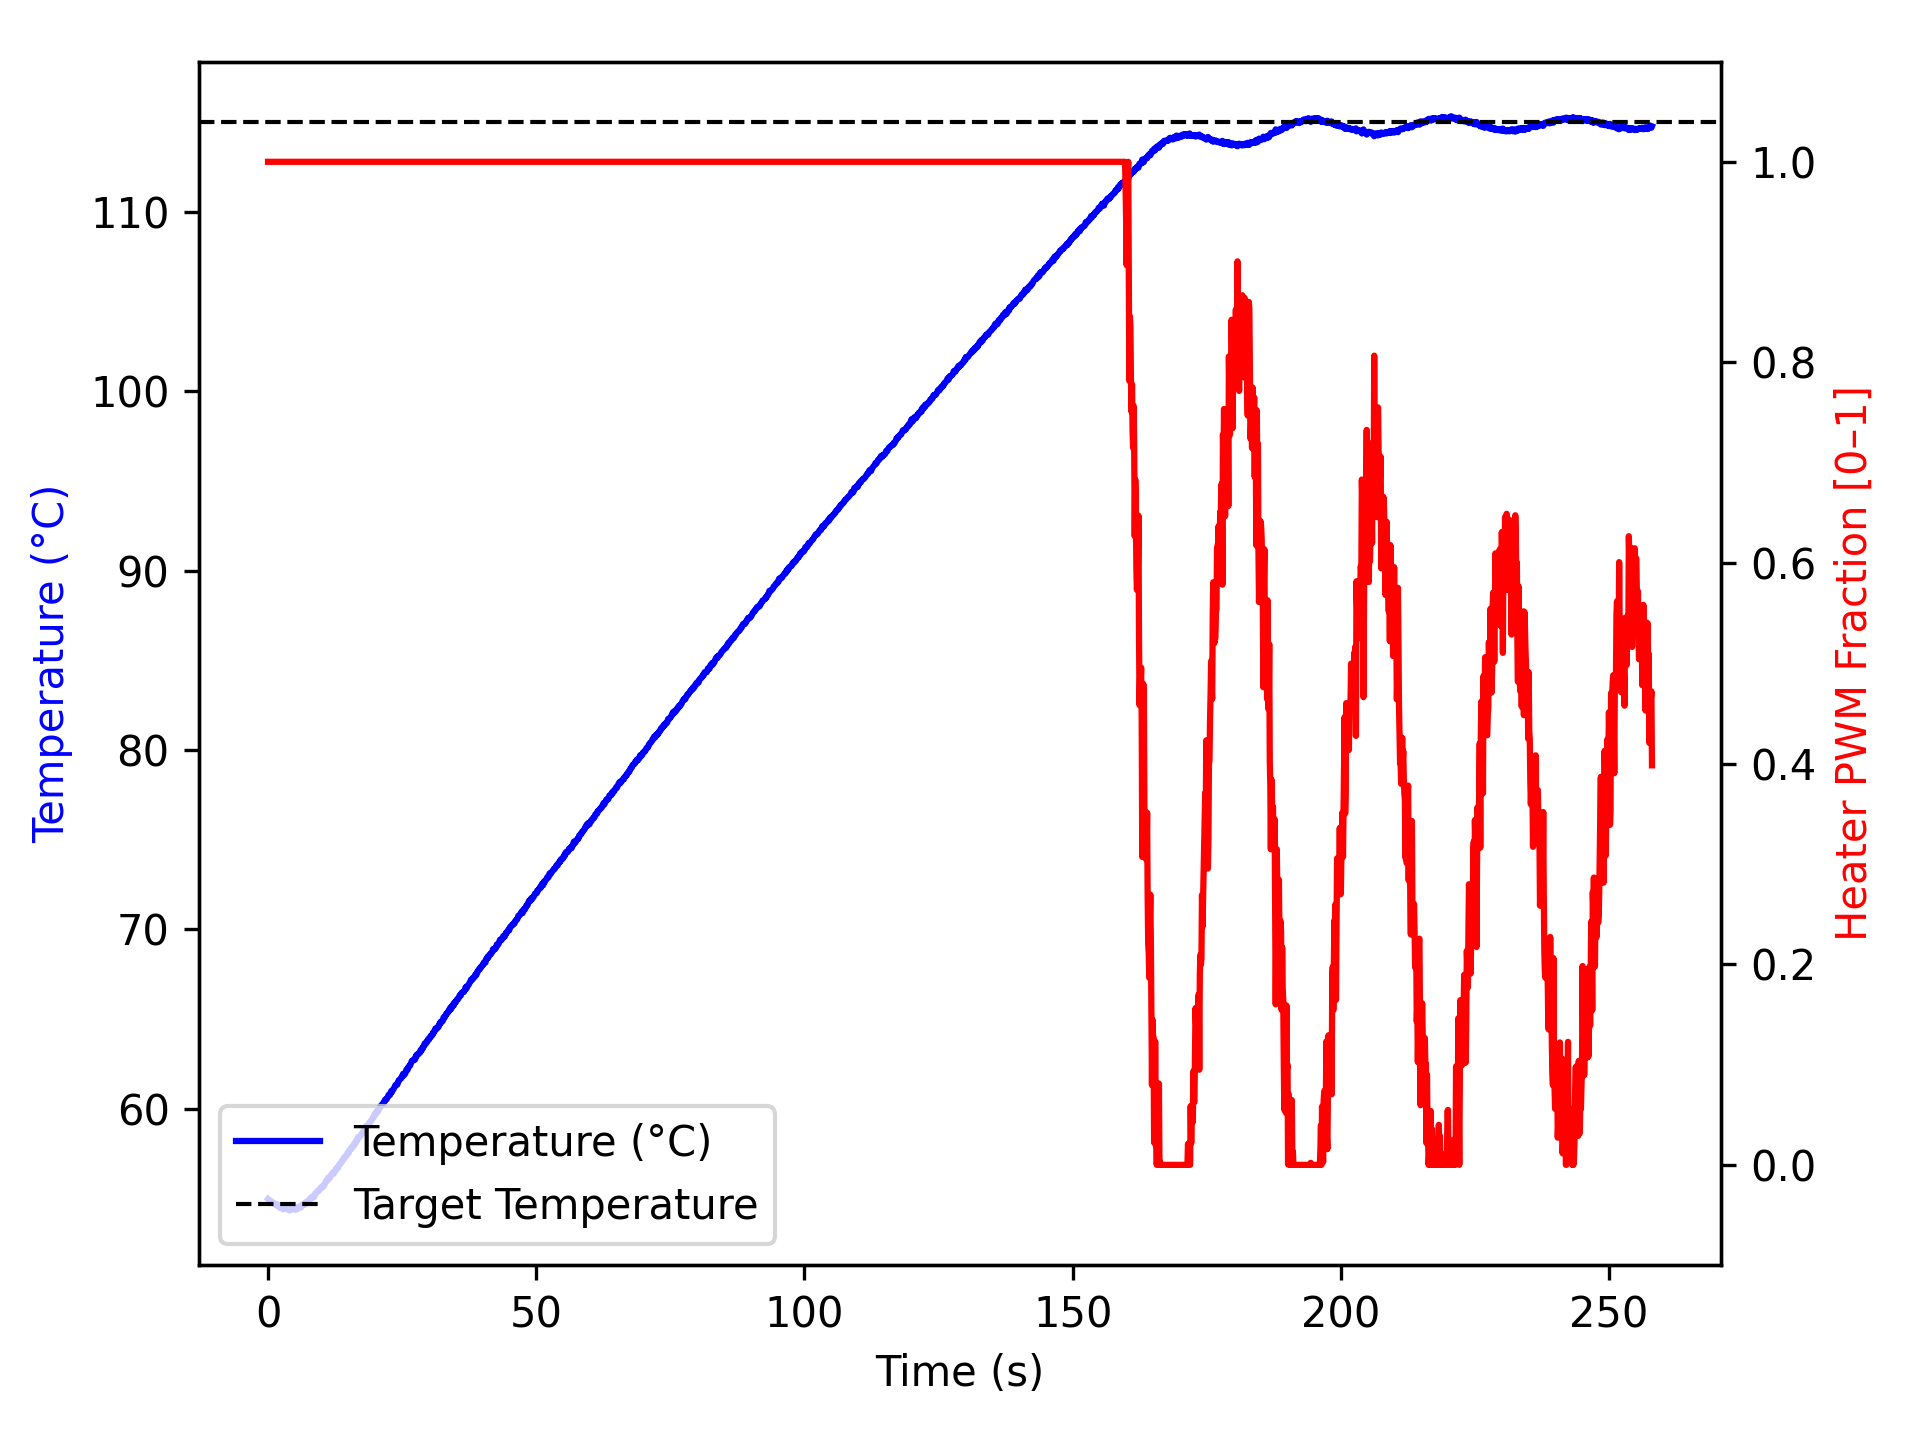 110
100
90
80
70
60
Temperature (°C)
1.0
0.8
0.6
0.4
0.2
0.0
Heater PWM Fraction [0–1]
Temperature (°C)
Target Temperature
0 50 100 150 200 250
Time (s)